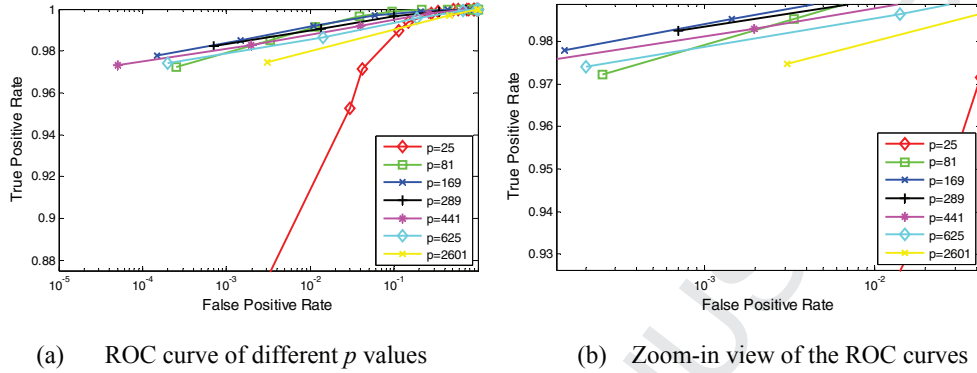 1
0.98
0.96
0.94
0.92
0.9
0.88
True Positive Rate
10^-5
10^-4
10^-3
10^-2
10^-1
False Positive Rate
p=25
p=81
p=169
p=289
p=441
p=625
p=2601
(a) ROC curve of different p values
0.98
0.97
0.96
0.95
0.94
0.93
True Positive Rate
10^-3
10^-2
False Positive Rate
p=25
p=81
p=169
p=289
p=441
p=625
p=2601
(b) Zoom-in view of the ROC curves